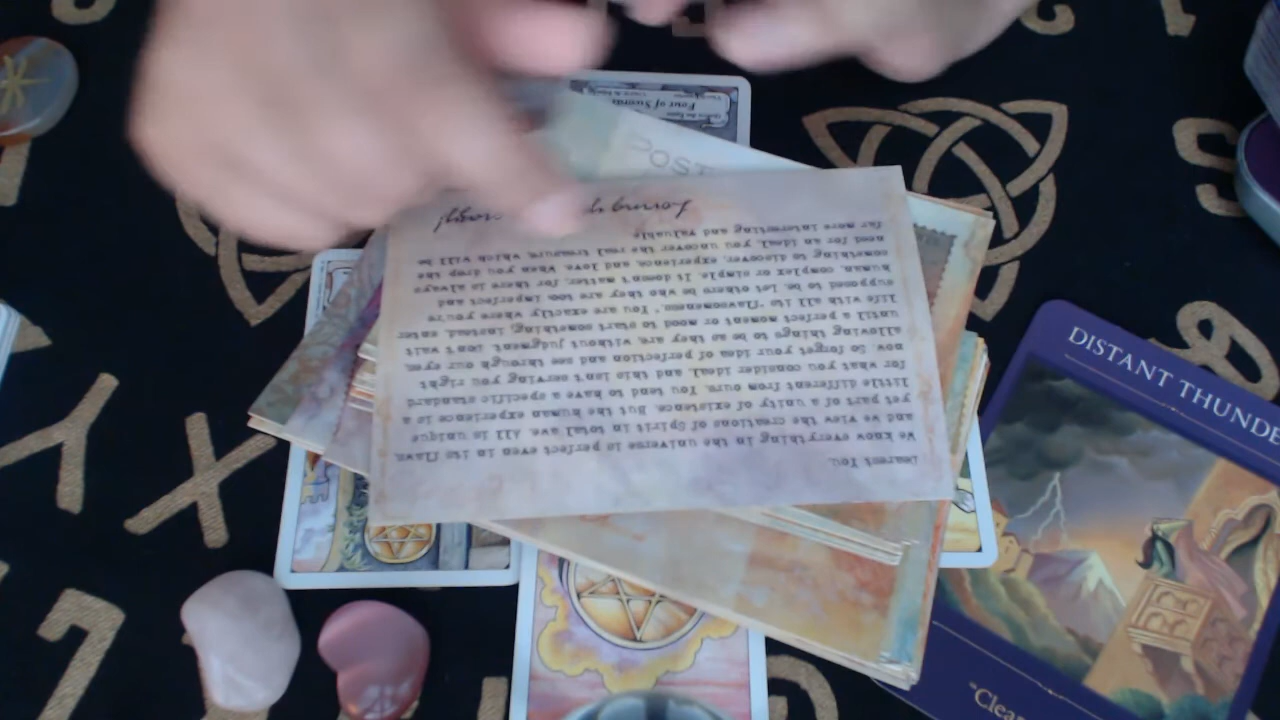 Four of Swords
POST
Dearest You,
We know everything in the universe is perfect even in its flaws,
and we view the creations of Spirit in total awe. All is unique
yet part of a unity of existence. But the human experience is a
little different from ours. You tend to have a specific standard
for what you consider ideal, and this isn't serving you right
now. So forget your idea of perfection and see through our eyes,
allowing things to be as they are, without judgment. Don't wait
until a perfect moment or mood to start something; instead, enter
life with all its "flawsomeness." You are exactly where you're
supposed to be. Let others be who they are too, imperfect and
human, complex or simple. It doesn't matter, for there is always
something to discover, experience, and love. When you drop the
need for an ideal, you uncover the real treasure, which will be
far more interesting and valuable.
Loving
DISTANT THUNDE
"Clea